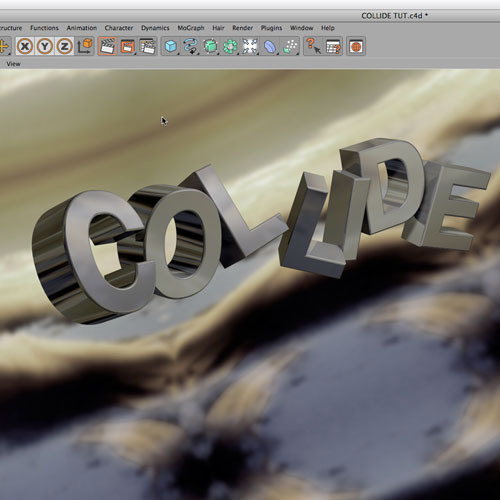 COLLIDE TUT.c4d *
ructure Functions Animation Character Dynamics MoGraph Hair Render Plugins Window Help
X Y Z
View
COLLIDE